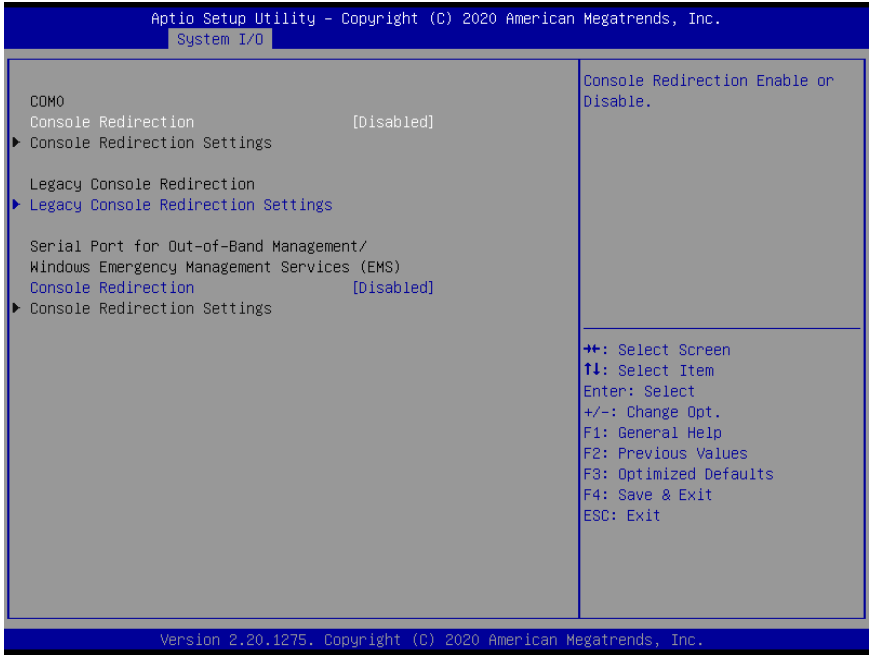 Aptio Setup Utility – Copyright (C) 2020 American Megatrends, Inc.
System I/O
COM0
Console Redirection [Disabled]
▶ Console Redirection Settings
Legacy Console Redirection
▶ Legacy Console Redirection Settings
Serial Port for Out-of-Band Management/
Windows Emergency Management Services (EMS)
Console Redirection [Disabled]
▶ Console Redirection Settings
Console Redirection Enable or
Disable.
→←: Select Screen
↑↓: Select Item
Enter: Select
+/-: Change Opt.
F1: General Help
F2: Previous Values
F3: Optimized Defaults
F4: Save & Exit
ESC: Exit
Version 2.20.1275. Copyright (C) 2020 American Megatrends, Inc.